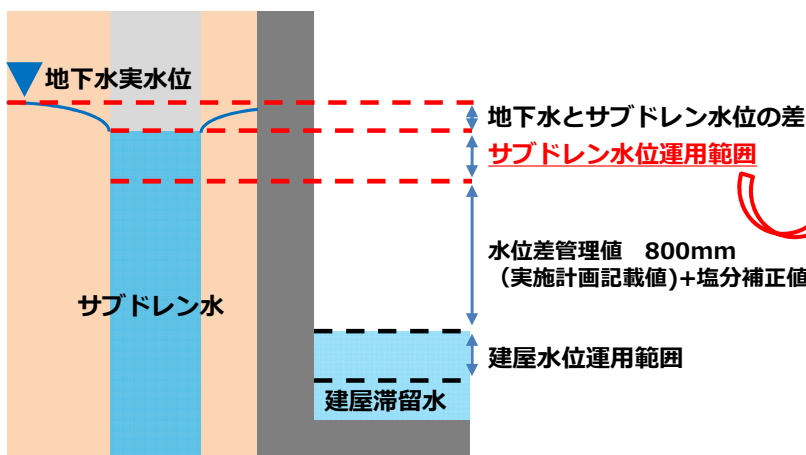 地下水実水位
地下水とサブドレン水位の差
サブドレン水位運用範囲
水位差管理値　800mm
（実施計画記載値)+塩分補正値
サブドレン水
建屋水位運用範囲
建屋滞留水